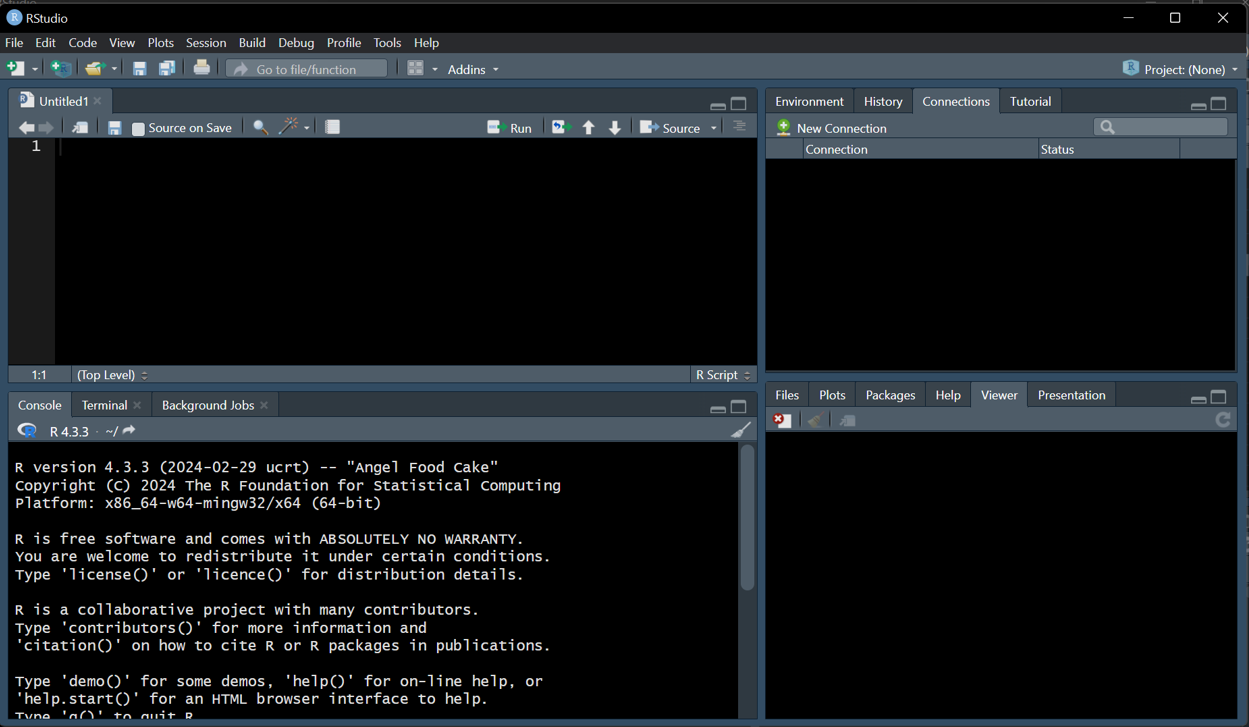 RStudio
File Edit Code View Plots Session Build Debug Profile Tools Help
Go to file/function Addins Project: (None)
Untitled1
Source on Save Run Source
1
1:1 (Top Level) R Script
Console Terminal Background Jobs
R 4.3.3 · ~/
R version 4.3.3 (2024-02-29 ucrt) -- "Angel Food Cake"
Copyright (C) 2024 The R Foundation for Statistical Computing
Platform: x86_64-w64-mingw32/x64 (64-bit)
R is free software and comes with ABSOLUTELY NO WARRANTY.
You are welcome to redistribute it under certain conditions.
Type 'license()' or 'licence()' for distribution details.
R is a collaborative project with many contributors.
Type 'contributors()' for more information and
'citation()' on how to cite R or R packages in publications.
Type 'demo()' for some demos, 'help()' for on-line help, or
'help.start()' for an HTML browser interface to help.
Type 'q()' to quit R
Environment History Connections Tutorial
New Connection
Connection Status
Files Plots Packages Help Viewer Presentation